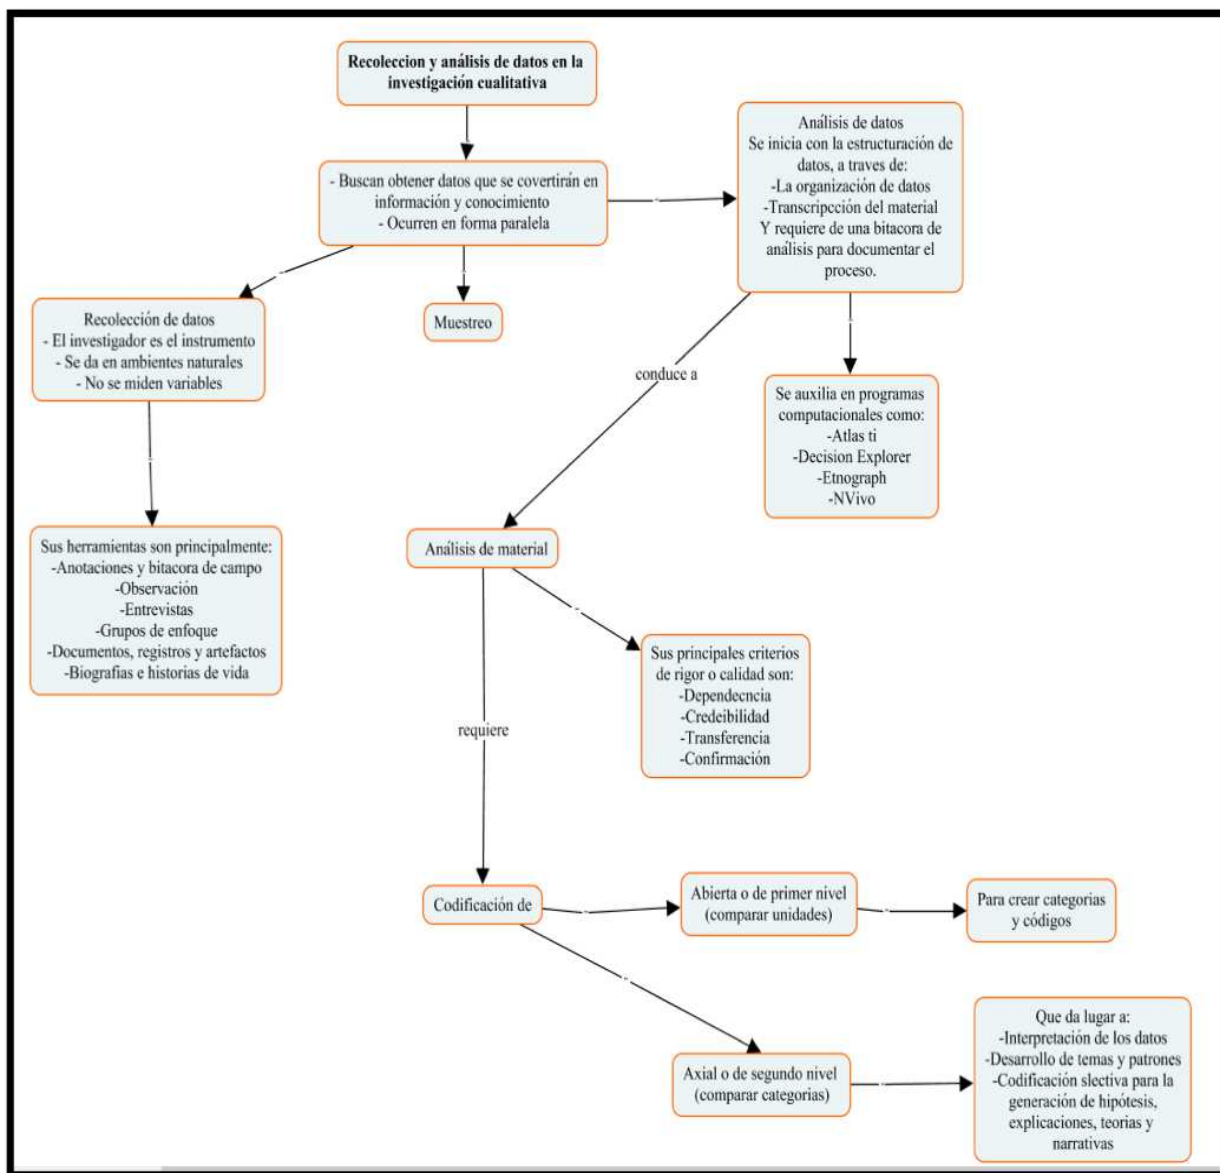 Recoleccion y análisis de datos en la
investigación cualitativa
- Buscan obtener datos que se covertirán en
información y conocimiento
- Ocurren en forma paralela
Análisis de datos
Se inicia con la estructuración de
datos, a traves de:
-La organización de datos
-Transcripcción del material
Y requiere de una bitacora de
análisis para documentar el
proceso.
Recolección de datos
- El investigador es el instrumento
- Se da en ambientes naturales
- No se miden variables
Muestreo
conduce a
Se auxilia en programas
computacionales como:
-Atlas ti
-Decision Explorer
-Etnograph
-NVivo
Sus herramientas son principalmente:
-Anotaciones y bitacora de campo
-Observación
-Entrevistas
-Grupos de enfoque
-Documentos, registros y artefactos
-Biografias e historias de vida
Análisis de material
Sus principales criterios
de rigor o calidad son:
-Dependecncia
-Credeibilidad
-Transferencia
-Confirmación
requiere
Codificación de
Abierta o de primer nivel
(comparar unidades)
Para crear categorias
y códigos
Axial o de segundo nivel
(comparar categorias)
Que da lugar a:
-Interpretación de los datos
-Desarrollo de temas y patrones
-Codificación slectiva para la
generación de hipótesis,
explicaciones, teorias y
narrativas